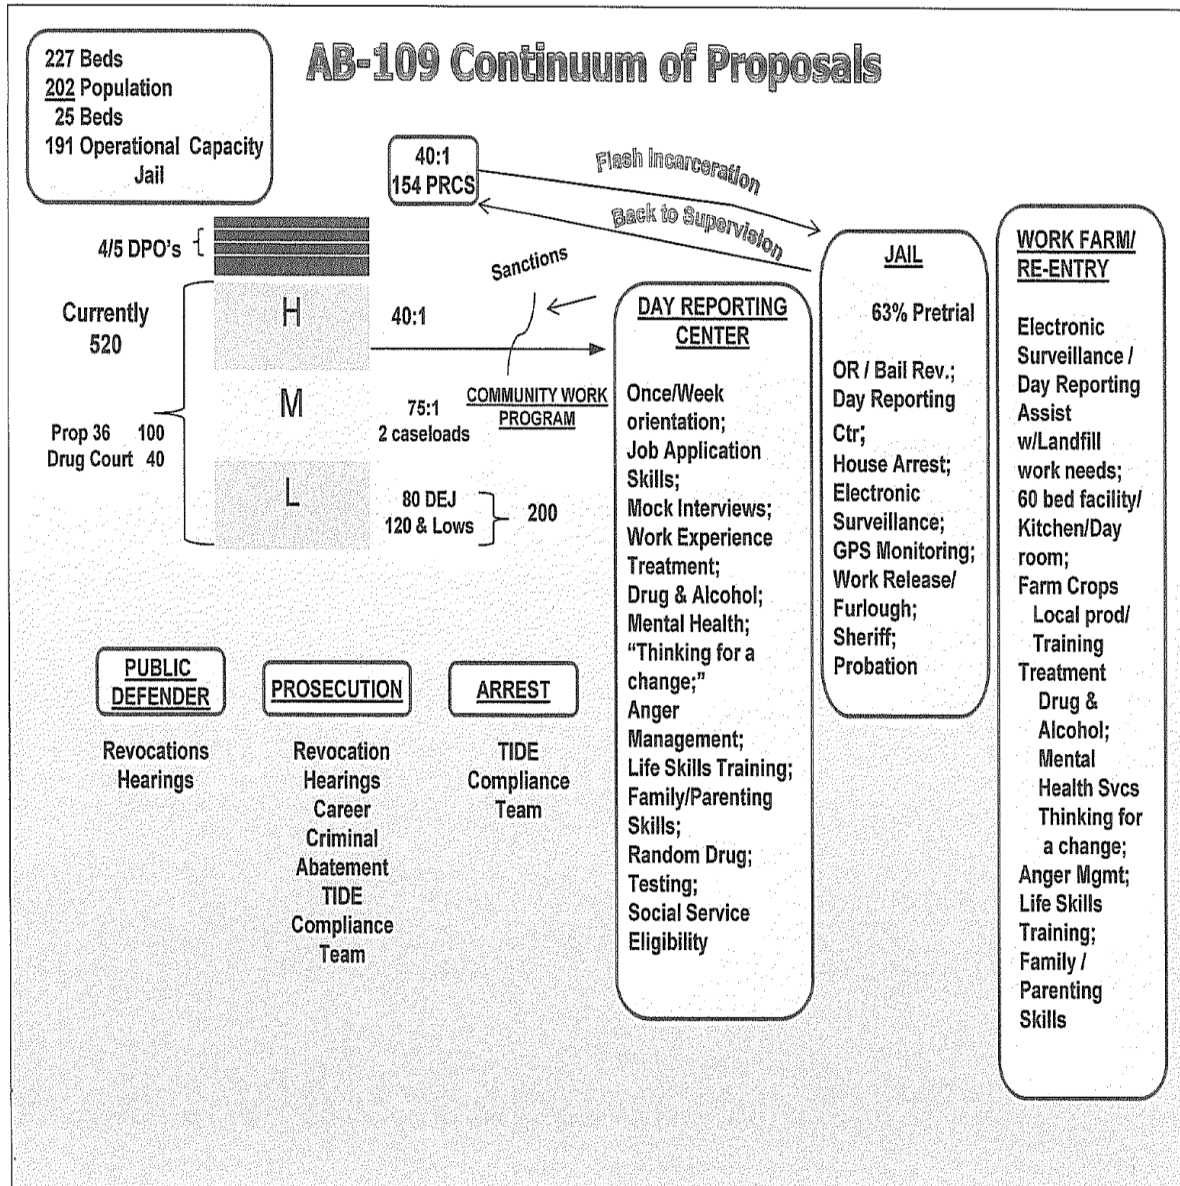 AB-109 Continuum of Proposals
227 Beds
202 Population
25 Beds
191 Operational Capacity
Jail
40:1
154 PRCS
Flash Incarceration
Back to Supervision
4/5 DPO's
Sanctions
Currently
520
H
40:1
M
75:1
2 caseloads
COMMUNITY WORK
PROGRAM
Prop 36 100
Drug Court 40
L
80 DEJ
120 & Lows
200
DAY REPORTING
CENTER
Once/Week
orientation;
Job Application
Skills;
Mock Interviews;
Work Experience
Treatment;
Drug & Alcohol;
Mental Health;
“Thinking for a
change;”
Anger
Management;
Life Skills Training;
Family/Parenting
Skills;
Random Drug;
Testing;
Social Service
Eligibility
JAIL
63% Pretrial
OR / Bail Rev.;
Day Reporting
Ctr;
House Arrest;
Electronic
Surveillance;
GPS Monitoring;
Work Release/
Furlough;
Sheriff;
Probation
WORK FARM/
RE-ENTRY
Electronic
Surveillance /
Day Reporting
Assist
w/Landfill
work needs;
60 bed facility/
Kitchen/Day
room;
Farm Crops
Local prod/
Training
Treatment
Drug &
Alcohol;
Mental
Health Svcs
Thinking for
a change;
Anger Mgmt;
Life Skills
Training;
Family /
Parenting
Skills
PUBLIC
DEFENDER
Revocations
Hearings
PROSECUTION
Revocation
Hearings
Career
Criminal
Abatement
TIDE
Compliance
Team
ARREST
TIDE
Compliance
Team